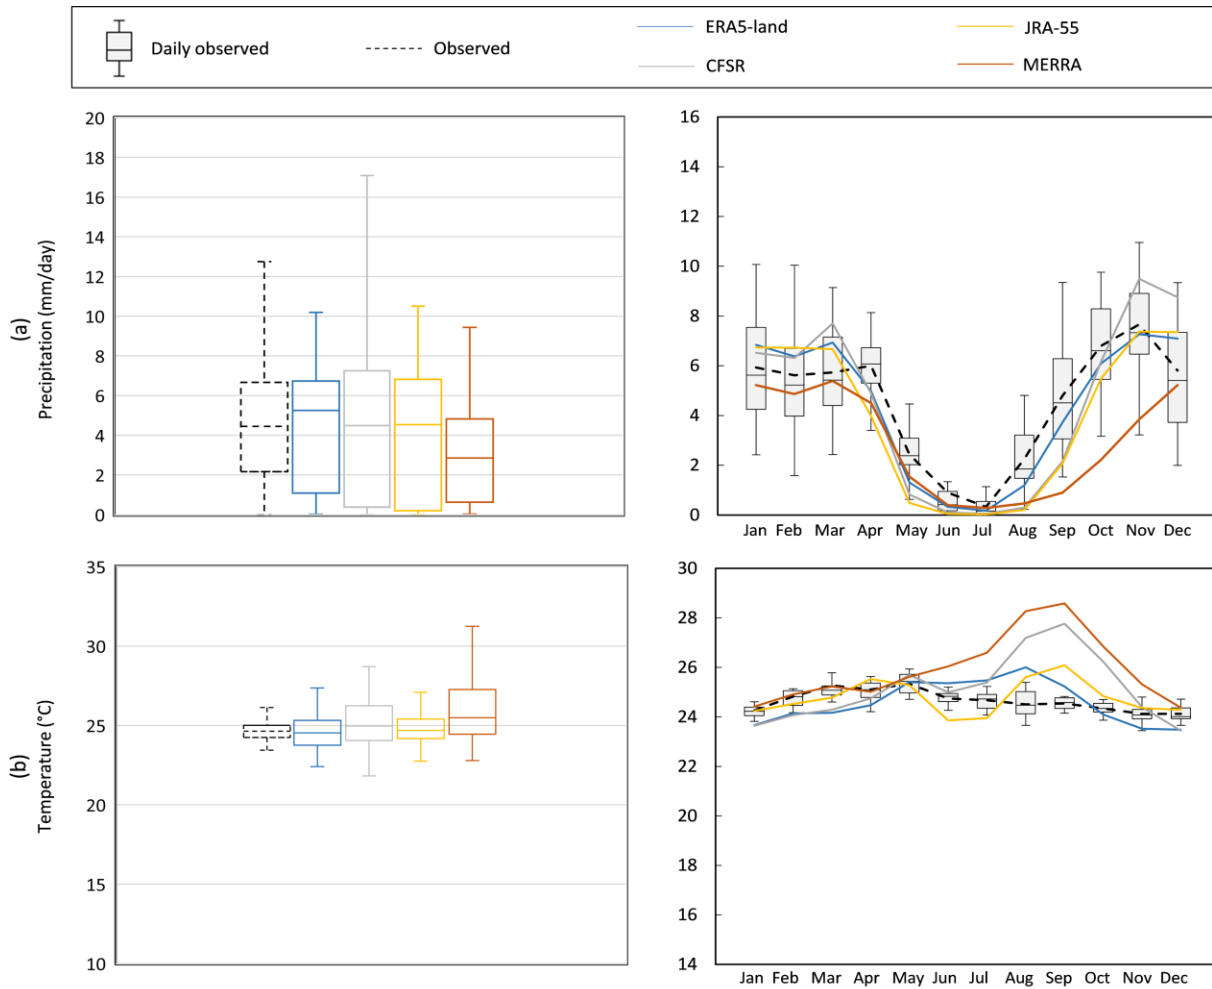 Daily observed
Observed
ERA5-land
JRA-55
CFSR
MERRA
(a)
Precipitation (mm/day)
20
18
16
14
12
10
8
6
4
2
0
16
14
12
10
8
6
4
2
0
Jan Feb Mar Apr May Jun Jul Aug Sep Oct Nov Dec
(b)
Temperature (°C)
35
30
25
20
15
10
30
28
26
24
22
20
18
16
14
Jan Feb Mar Apr May Jun Jul Aug Sep Oct Nov Dec